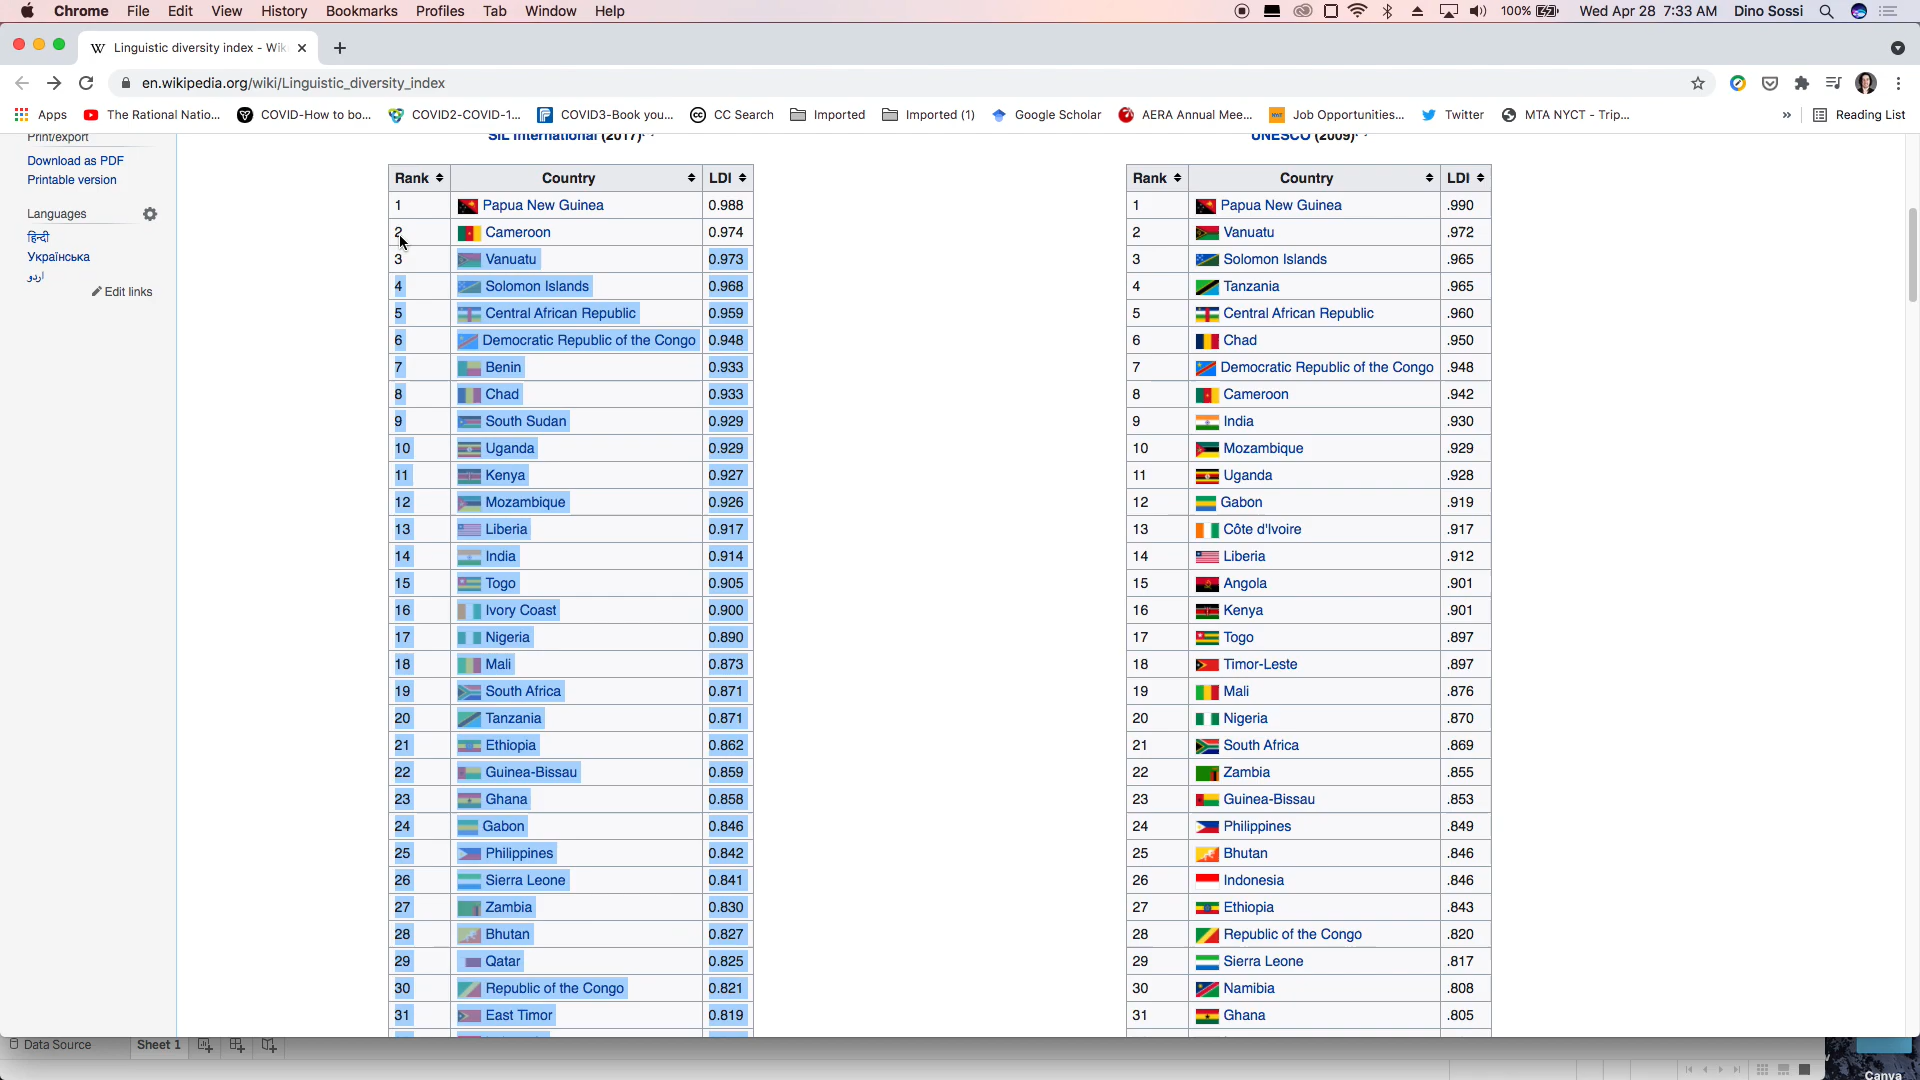 Chrome File Edit View History Bookmarks Profiles Tab Window Help 100% Wed Apr 28 7:33 AM Dino Sossi
Linguistic diversity index - Wik
en.wikipedia.org/wiki/Linguistic_diversity_index
Apps The Rational Natio... COVID-How to bo... COVID2-COVID-1... COVID3-Book you... CC Search Imported Imported (1) Google Scholar AERA Annual Mee... Job Opportunities... Twitter MTA NYCT - Trip... » Reading List
Print/export
Download as PDF
Printable version
Languages
हिन्दी
Українська
اردو
Edit links
SIL International (2017)
Rank Country LDI
1 Papua New Guinea 0.988
2 Cameroon 0.974
3 Vanuatu 0.973
4 Solomon Islands 0.968
5 Central African Republic 0.959
6 Democratic Republic of the Congo 0.948
7 Benin 0.933
8 Chad 0.933
9 South Sudan 0.929
10 Uganda 0.929
11 Kenya 0.927
12 Mozambique 0.926
13 Liberia 0.917
14 India 0.914
15 Togo 0.905
16 Ivory Coast 0.900
17 Nigeria 0.890
18 Mali 0.873
19 South Africa 0.871
20 Tanzania 0.871
21 Ethiopia 0.862
22 Guinea-Bissau 0.859
23 Ghana 0.858
24 Gabon 0.846
25 Philippines 0.842
26 Sierra Leone 0.841
27 Zambia 0.830
28 Bhutan 0.827
29 Qatar 0.825
30 Republic of the Congo 0.821
31 East Timor 0.819
UNESCO (2009)
Rank Country LDI
1 Papua New Guinea .990
2 Vanuatu .972
3 Solomon Islands .965
4 Tanzania .965
5 Central African Republic .960
6 Chad .950
7 Democratic Republic of the Congo .948
8 Cameroon .942
9 India .930
10 Mozambique .929
11 Uganda .928
12 Gabon .919
13 Côte d'Ivoire .917
14 Liberia .912
15 Angola .901
16 Kenya .901
17 Togo .897
18 Timor-Leste .897
19 Mali .876
20 Nigeria .870
21 South Africa .869
22 Zambia .855
23 Guinea-Bissau .853
24 Philippines .849
25 Bhutan .846
26 Indonesia .846
27 Ethiopia .843
28 Republic of the Congo .820
29 Sierra Leone .817
30 Namibia .808
31 Ghana .805
Data Source Sheet 1
Canva